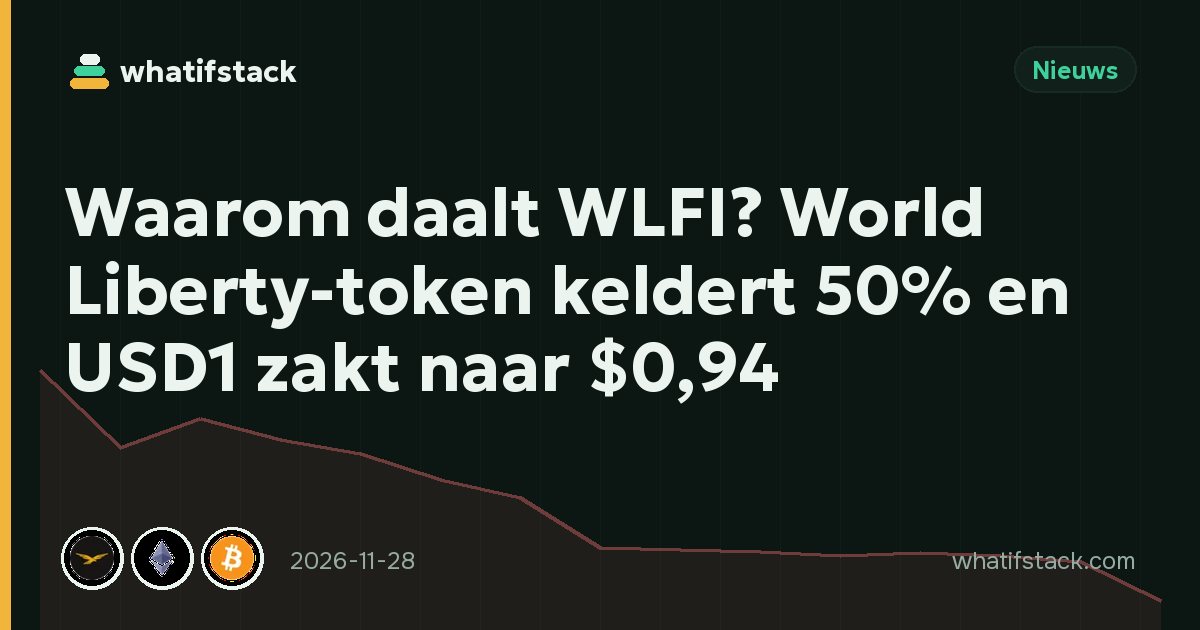 whatifstack
Nieuws
Waarom daalt WLFI? World
Liberty-token keldert 50% en
USD1 zakt naar $0,94
2026-11-28
whatifstack.com